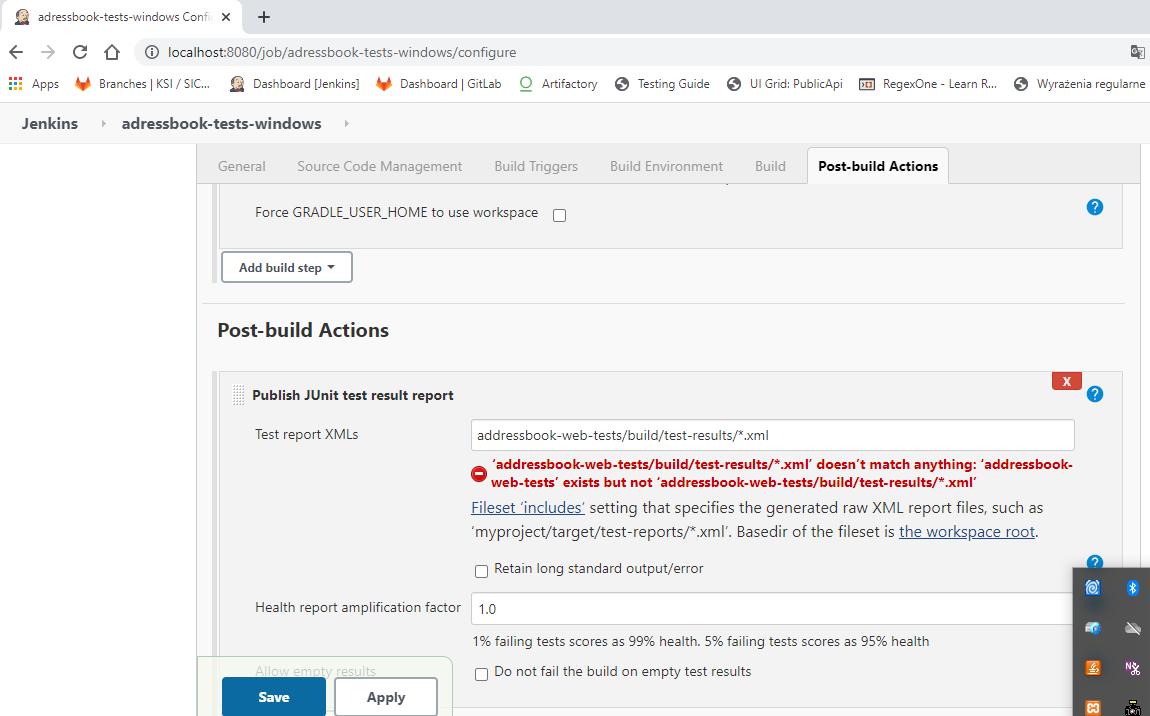 adressbook-tests-windows Confi
localhost:8080/job/adressbook-tests-windows/configure
Apps Branches | KSI / SIC... Dashboard [Jenkins] Dashboard | GitLab Artifactory Testing Guide UI Grid: PublicApi RegexOne - Learn R... Wyrażenia regularne
Jenkins adressbook-tests-windows
General Source Code Management Build Triggers Build Environment Build Post-build Actions
Force GRADLE_USER_HOME to use workspace
Add build step
Post-build Actions
X
Publish JUnit test result report
Test report XMLs addressbook-web-tests/build/test-results/*.xml
‘addressbook-web-tests/build/test-results/*.xml’ doesn’t match anything: ‘addressbook-
web-tests’ exists but not ‘addressbook-web-tests/build/test-results/*.xml’
Fileset ‘includes’ setting that specifies the generated raw XML report files, such as
‘myproject/target/test-reports/*.xml’. Basedir of the fileset is the workspace root.
Retain long standard output/error
Health report amplification factor 1.0
1% failing tests scores as 99% health. 5% failing tests scores as 95% health
Allow empty results Do not fail the build on empty test results
Save Apply